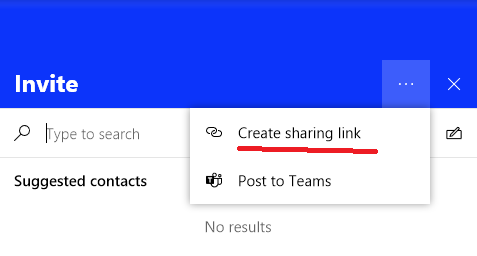 Invite
Type to search
Create sharing link
Suggested contacts
Post to Teams
No results